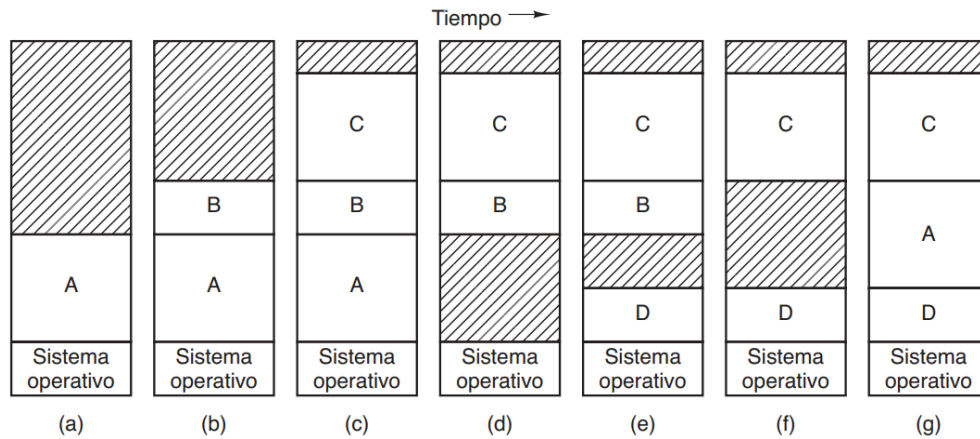 Tiempo
C C C C C
B B B B A
A A A D D D
Sistema operativo Sistema operativo Sistema operativo Sistema operativo Sistema operativo Sistema operativo Sistema operativo
(a) (b) (c) (d) (e) (f) (g)